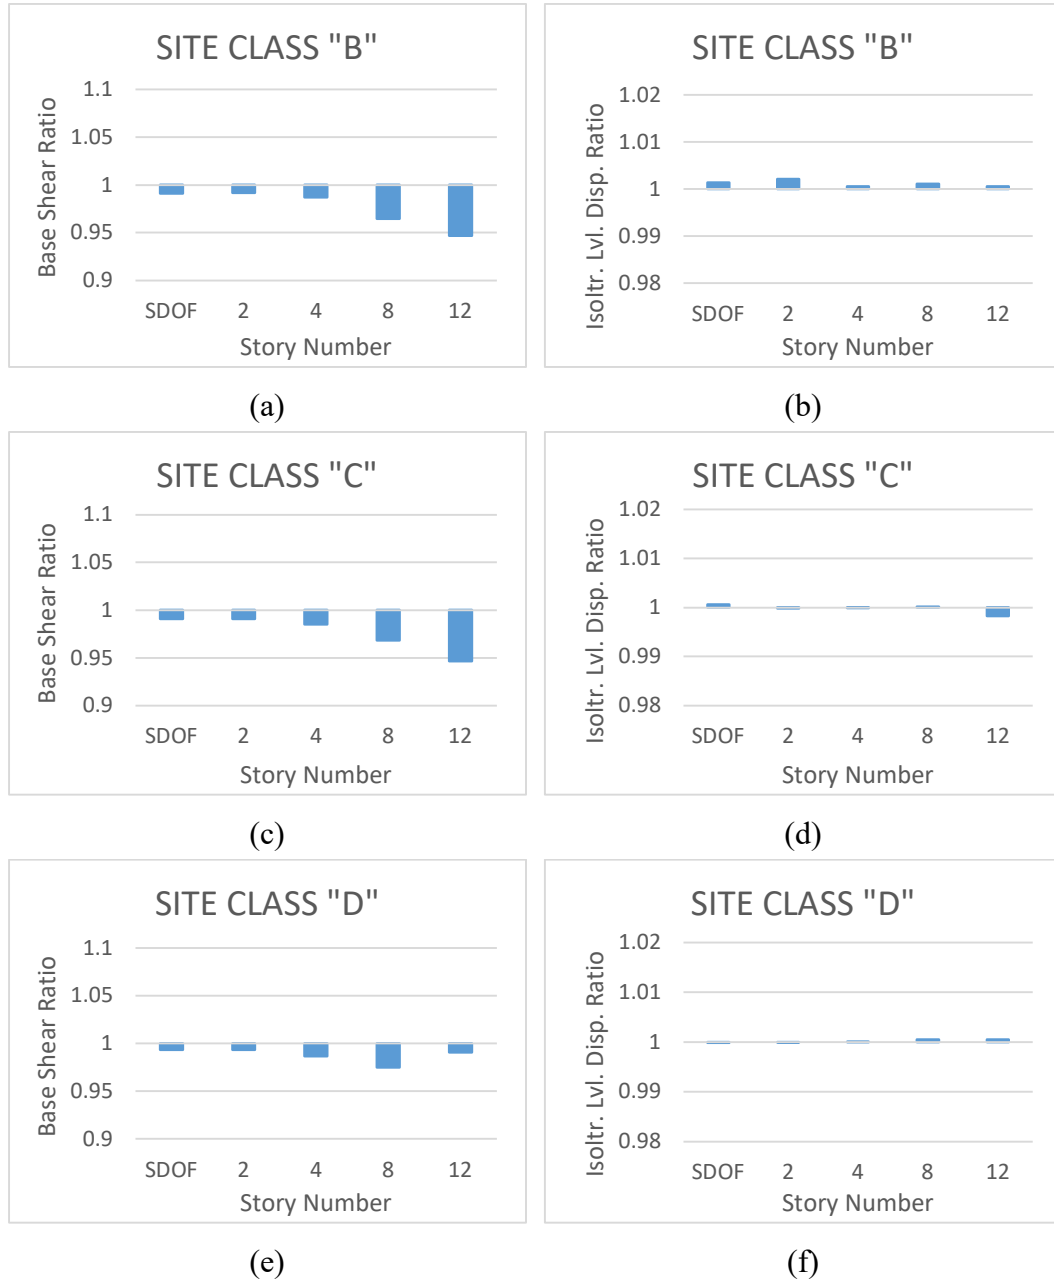 SITE CLASS "B"
Base Shear Ratio
1.1
1.05
1
0.95
0.9
SDOF 2 4 8 12
Story Number
(a)
SITE CLASS "B"
Isoltr. Lvl. Disp. Ratio
1.02
1.01
1
0.99
0.98
SDOF 2 4 8 12
Story Number
(b)
SITE CLASS "C"
Base Shear Ratio
1.1
1.05
1
0.95
0.9
SDOF 2 4 8 12
Story Number
(c)
SITE CLASS "C"
Isoltr. Lvl. Disp. Ratio
1.02
1.01
1
0.99
0.98
SDOF 2 4 8 12
Story Number
(d)
SITE CLASS "D"
Base Shear Ratio
1.1
1.05
1
0.95
0.9
SDOF 2 4 8 12
Story Number
(e)
SITE CLASS "D"
Isoltr. Lvl. Disp. Ratio
1.02
1.01
1
0.99
0.98
SDOF 2 4 8 12
Story Number
(f)